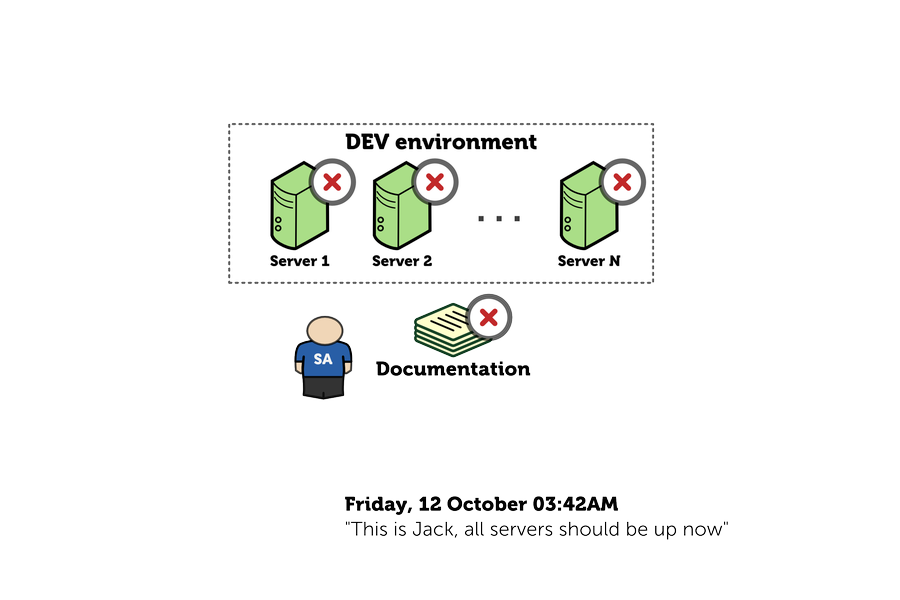 DEV environment
Server 1
Server 2
...
Server N
SA
Documentation
Friday, 12 October 03:42AM
"This is Jack, all servers should be up now"